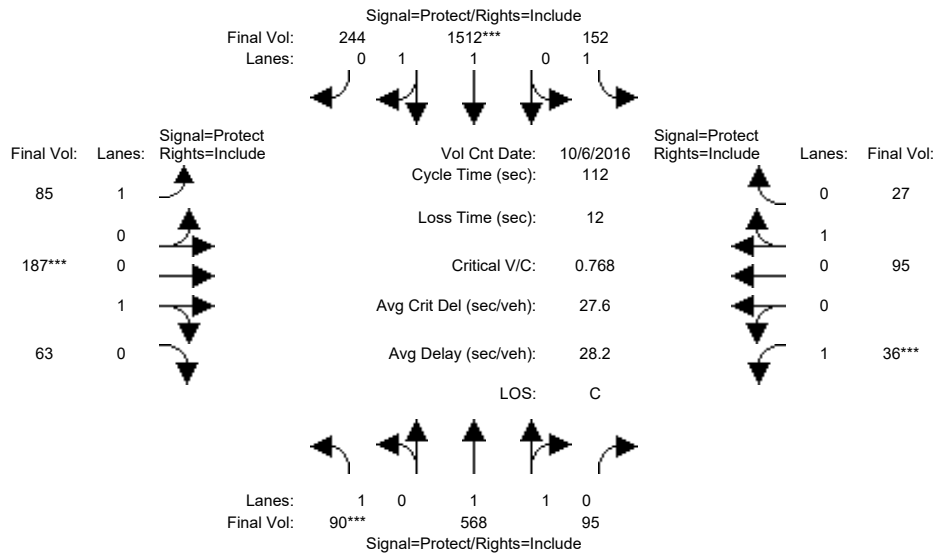 Signal=Protect/Rights=Include
Final Vol: 244 1512*** 152
Lanes: 0 1 1 0 1
Signal=Protect
Final Vol: Lanes: Rights=Include
Vol Cnt Date: 10/6/2016
Signal=Protect
Rights=Include Lanes: Final Vol:
Cycle Time (sec): 112
85 1
0 27
Loss Time (sec): 12
0
1
187*** 0
Critical V/C: 0.768
0 95
1
Avg Crit Del (sec/veh): 27.6
0
63 0
Avg Delay (sec/veh): 28.2
1 36***
LOS: C
Lanes: 1 0 1 1 0
Final Vol: 90*** 568 95
Signal=Protect/Rights=Include